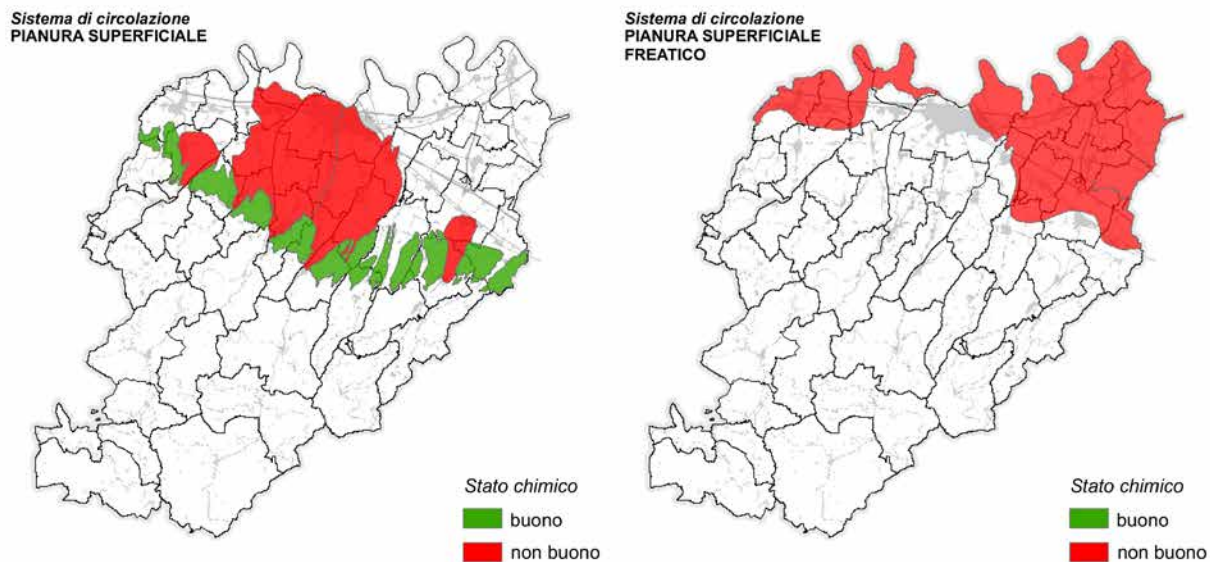 Sistema di circolazione
PIANURA SUPERFICIALE
Stato chimico
buono
non buono
Sistema di circolazione
PIANURA SUPERFICIALE
FREATICO
Stato chimico
buono
non buono